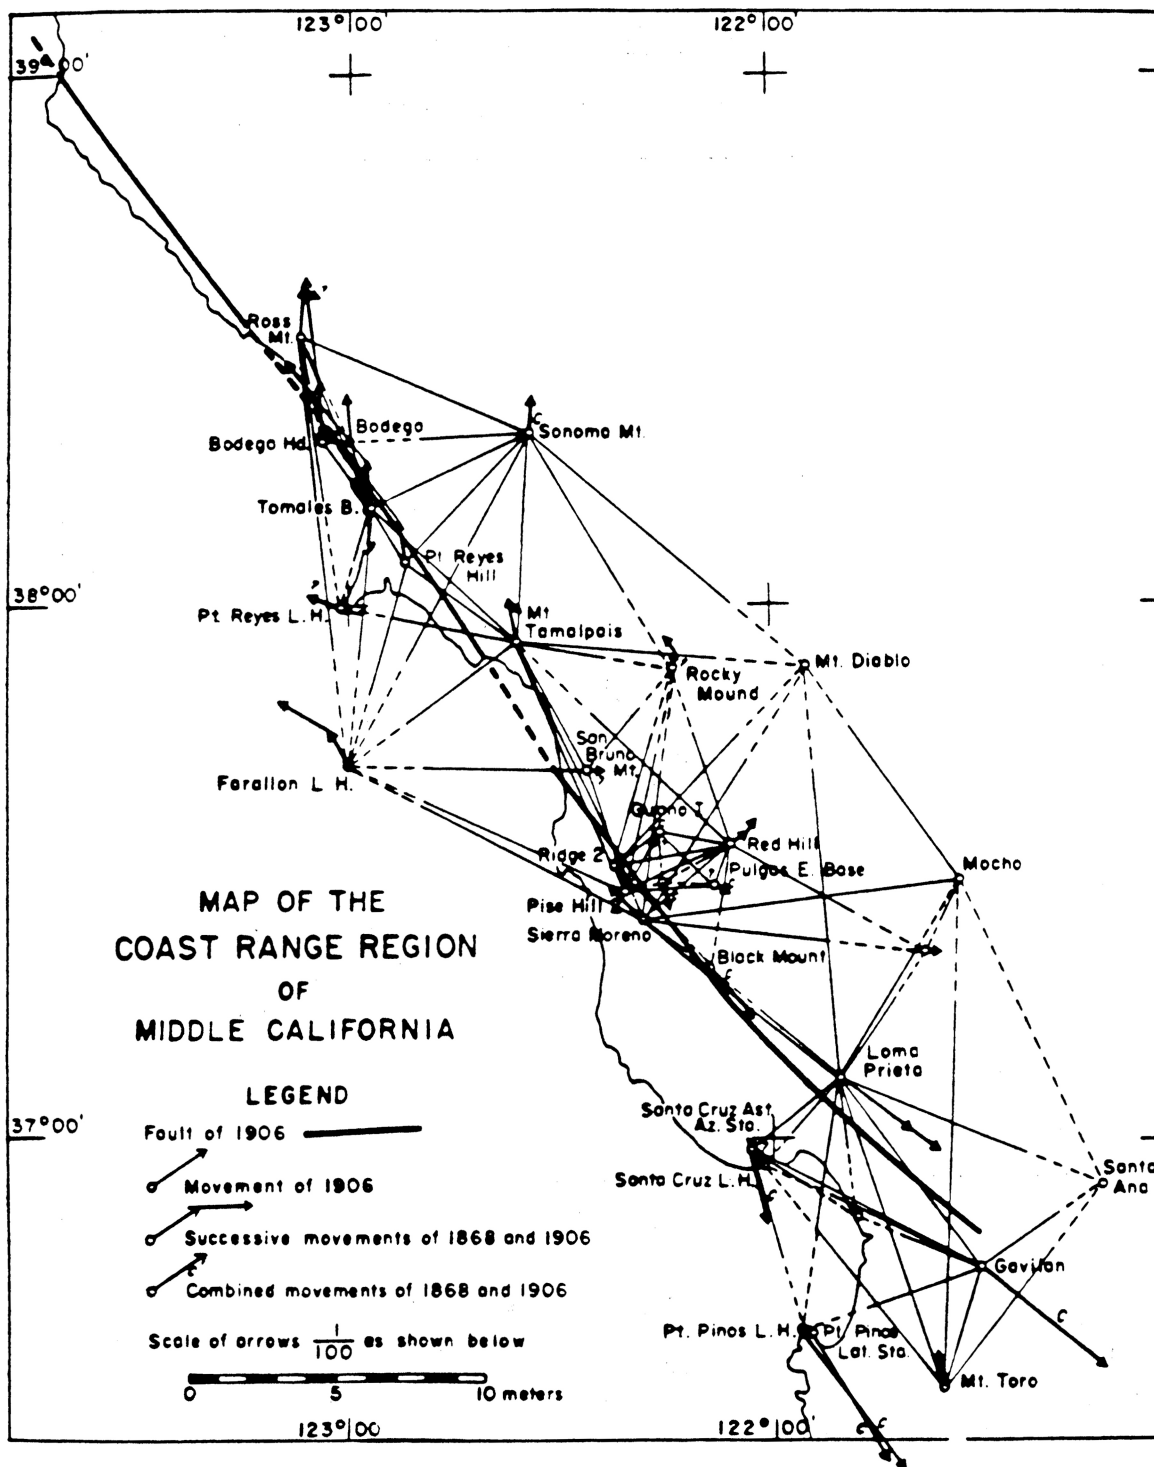 123°00'
122°00'
39°00'
Ross
Mt.
Bodega
Bodega Hd.
C
Sonoma Mt.
Tomales B.
Pt Reyes
Hill
38°00'
?
Pt. Reyes L. H.
Mt
Tamalpais
Mt. Diablo
Rocky
Mound
San
Bruno
Mt.
Farallon L H.
Guano I
Red Hill
Ridge 2
Pulgas E. Base
Mocho
Pise Hill
Sierra Moreno
Black Mount
MAP OF THE
COAST RANGE REGION
OF
MIDDLE CALIFORNIA
Loma
Prieta
LEGEND
Santa Cruz Ast.
Az. Sta.
37°00'
Fault of 1906
Santa Cruz L. H.
c
Santa
Ana
Movement of 1906
Successive movements of 1868 and 1906
Gavilan
c
c
Combined movements of 1868 and 1906
Pt. Pinos L. H.
Pt. Pinos
Lat. Sta.
Scale of arrows 1/100 as shown below
Mt. Toro
0 5 10 meters
c c
123°00
122°00'